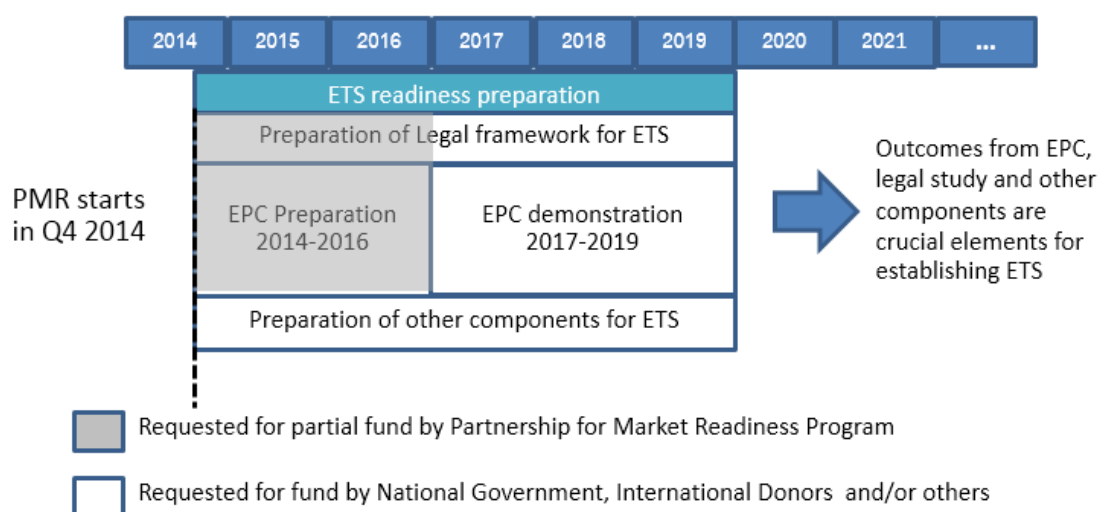 2014 2015 2016 2017 2018 2019 2020 2021 ...
ETS readiness preparation
Preparation of Legal framework for ETS
PMR starts
in Q4 2014
EPC Preparation
2014-2016
EPC demonstration
2017-2019
Preparation of other components for ETS
Outcomes from EPC,
legal study and other
components are
crucial elements for
establishing ETS
Requested for partial fund by Partnership for Market Readiness Program
Requested for fund by National Government, International Donors and/or others